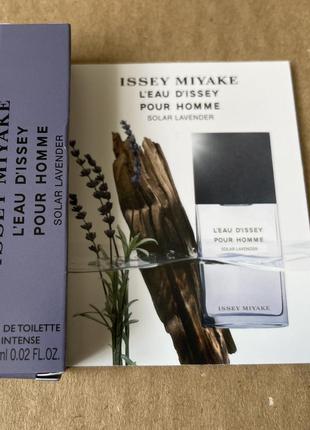 ISSEY MIYAKE
L'EAU D'ISSEY
POUR HOMME
SOLAR LAVENDER
DE TOILETTE
INTENSE
0.02 FL.OZ.
ISSEY MIYAKE
L'EAU D'ISSEY
POUR HOMME
SOLAR LAVENDER
L'EAU D'ISSEY
POUR HOMME
SOLAR LAVENDER
ISSEY MIYAKE